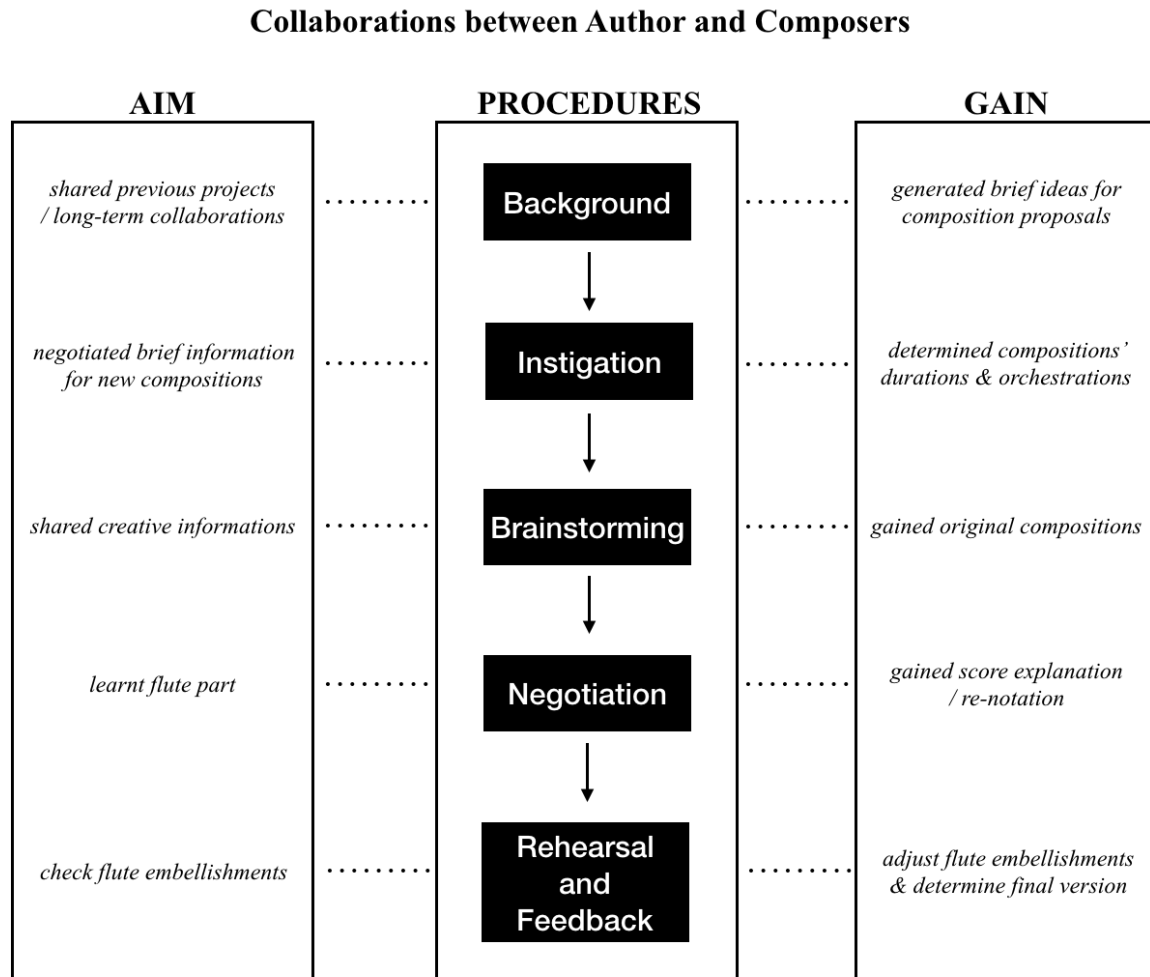 Collaborations between Author and Composers
AIM
PROCEDURES
GAIN
shared previous projects
/ long-term collaborations
Background
generated brief ideas for
composition proposals
negotiated brief information
for new compositions
Instigation
determined compositions’
durations & orchestrations
shared creative informations
Brainstorming
gained original compositions
learnt flute part
Negotiation
gained score explanation
/ re-notation
check flute embellishments
Rehearsal
and
Feedback
adjust flute embellishments
& determine final version